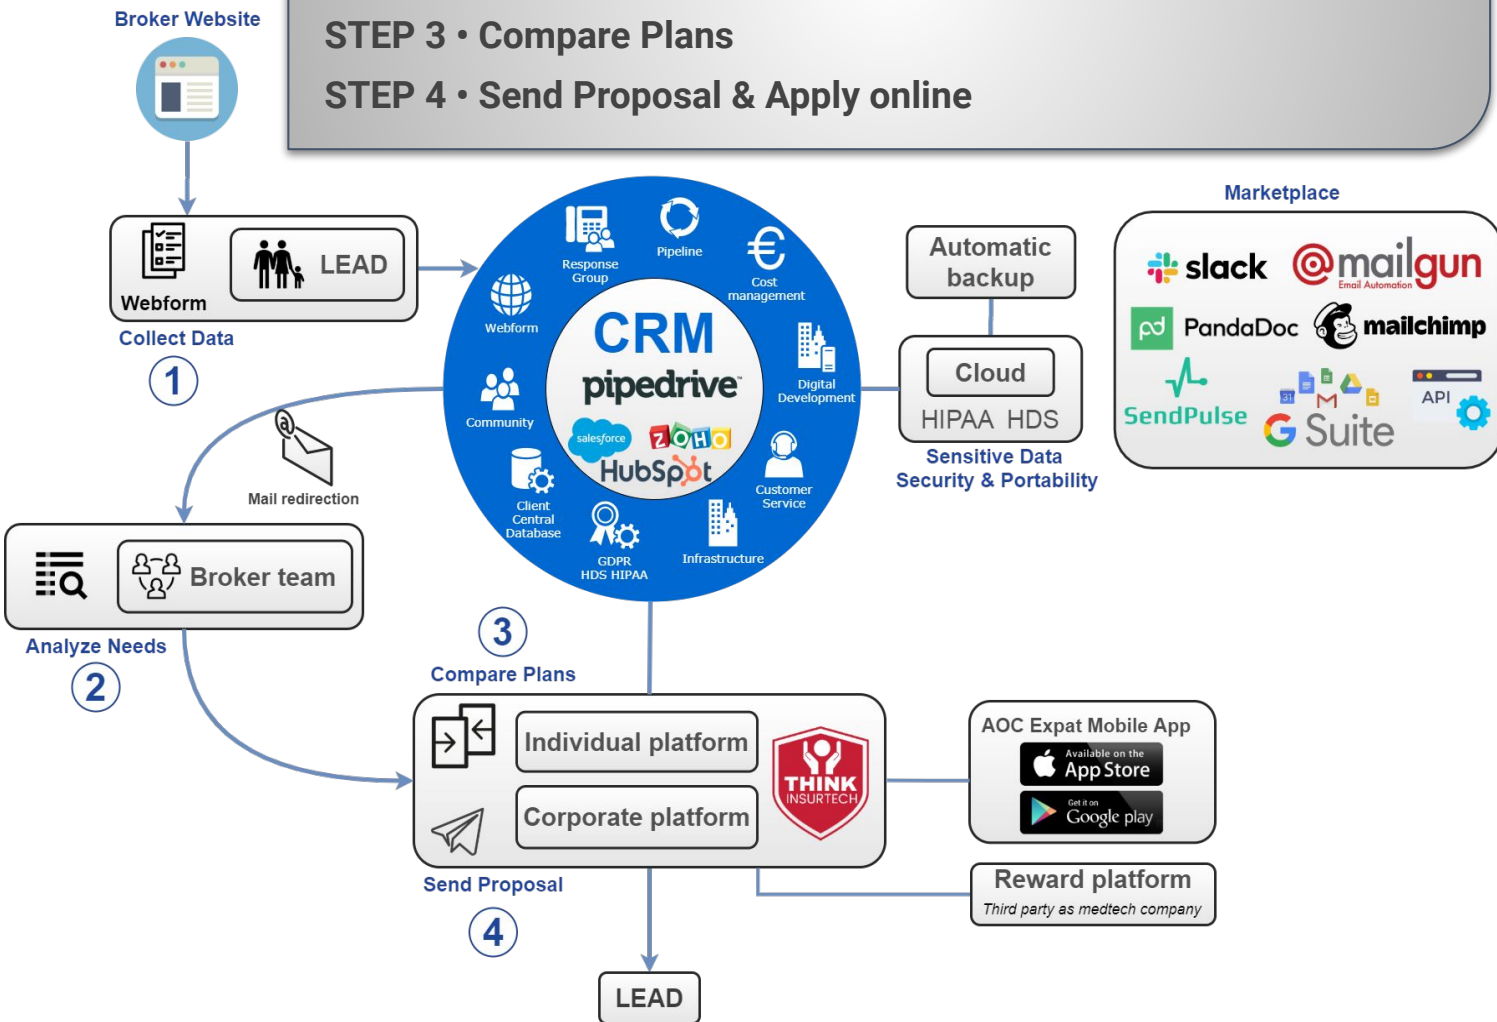 Broker Website
STEP 3 • Compare Plans
STEP 4 • Send Proposal & Apply online
Webform
LEAD
Collect Data
1
Response
Group
Pipeline
Cost
management
Webform
Digital
Development
Community
Customer
Service
Client
Central
Database
GDPR
HDS HIPAA
Infrastructure
CRM
pipedrive™
salesforce
ZOHO
HubSpot
Automatic
backup
Cloud
HIPAA HDS
Sensitive Data
Security & Portability
Marketplace
slack
@mailgun
Email Automation
pd PandaDoc
mailchimp
SendPulse
31
M
G Suite
API
@
Mail redirection
Broker team
Analyze Needs
2
3
Compare Plans
Individual platform
Corporate platform
THINK
INSURTECH
Send Proposal
4
AOC Expat Mobile App
Available on the
App Store
Get it on
Google play
Reward platform
Third party as medtech company
LEAD